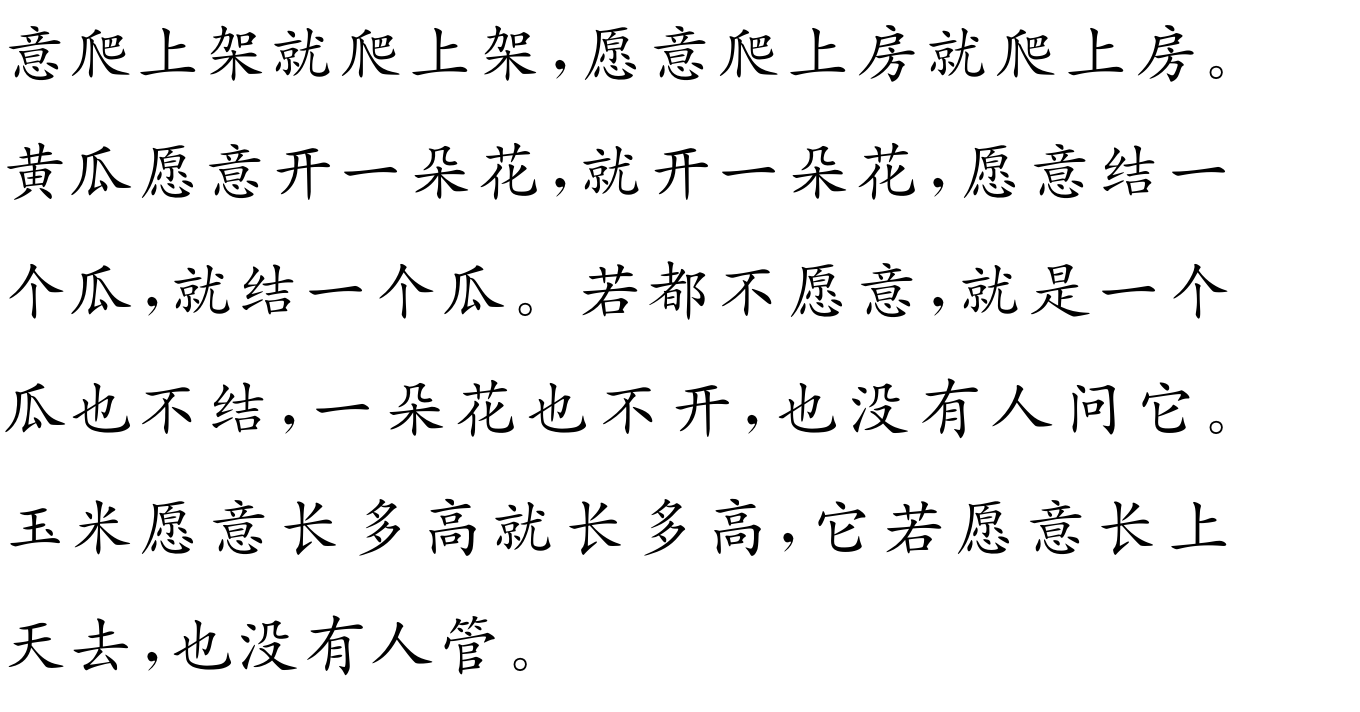 意爬上架就爬上架,愿意爬上房就爬上房。
黄瓜愿意开一朵花,就开一朵花,愿意结一
个瓜,就结一个瓜。若都不愿意,就是一个
瓜也不结,一朵花也不开,也没有人问它。
玉米愿意长多高就长多高,它若愿意长上
天去,也没有人管。